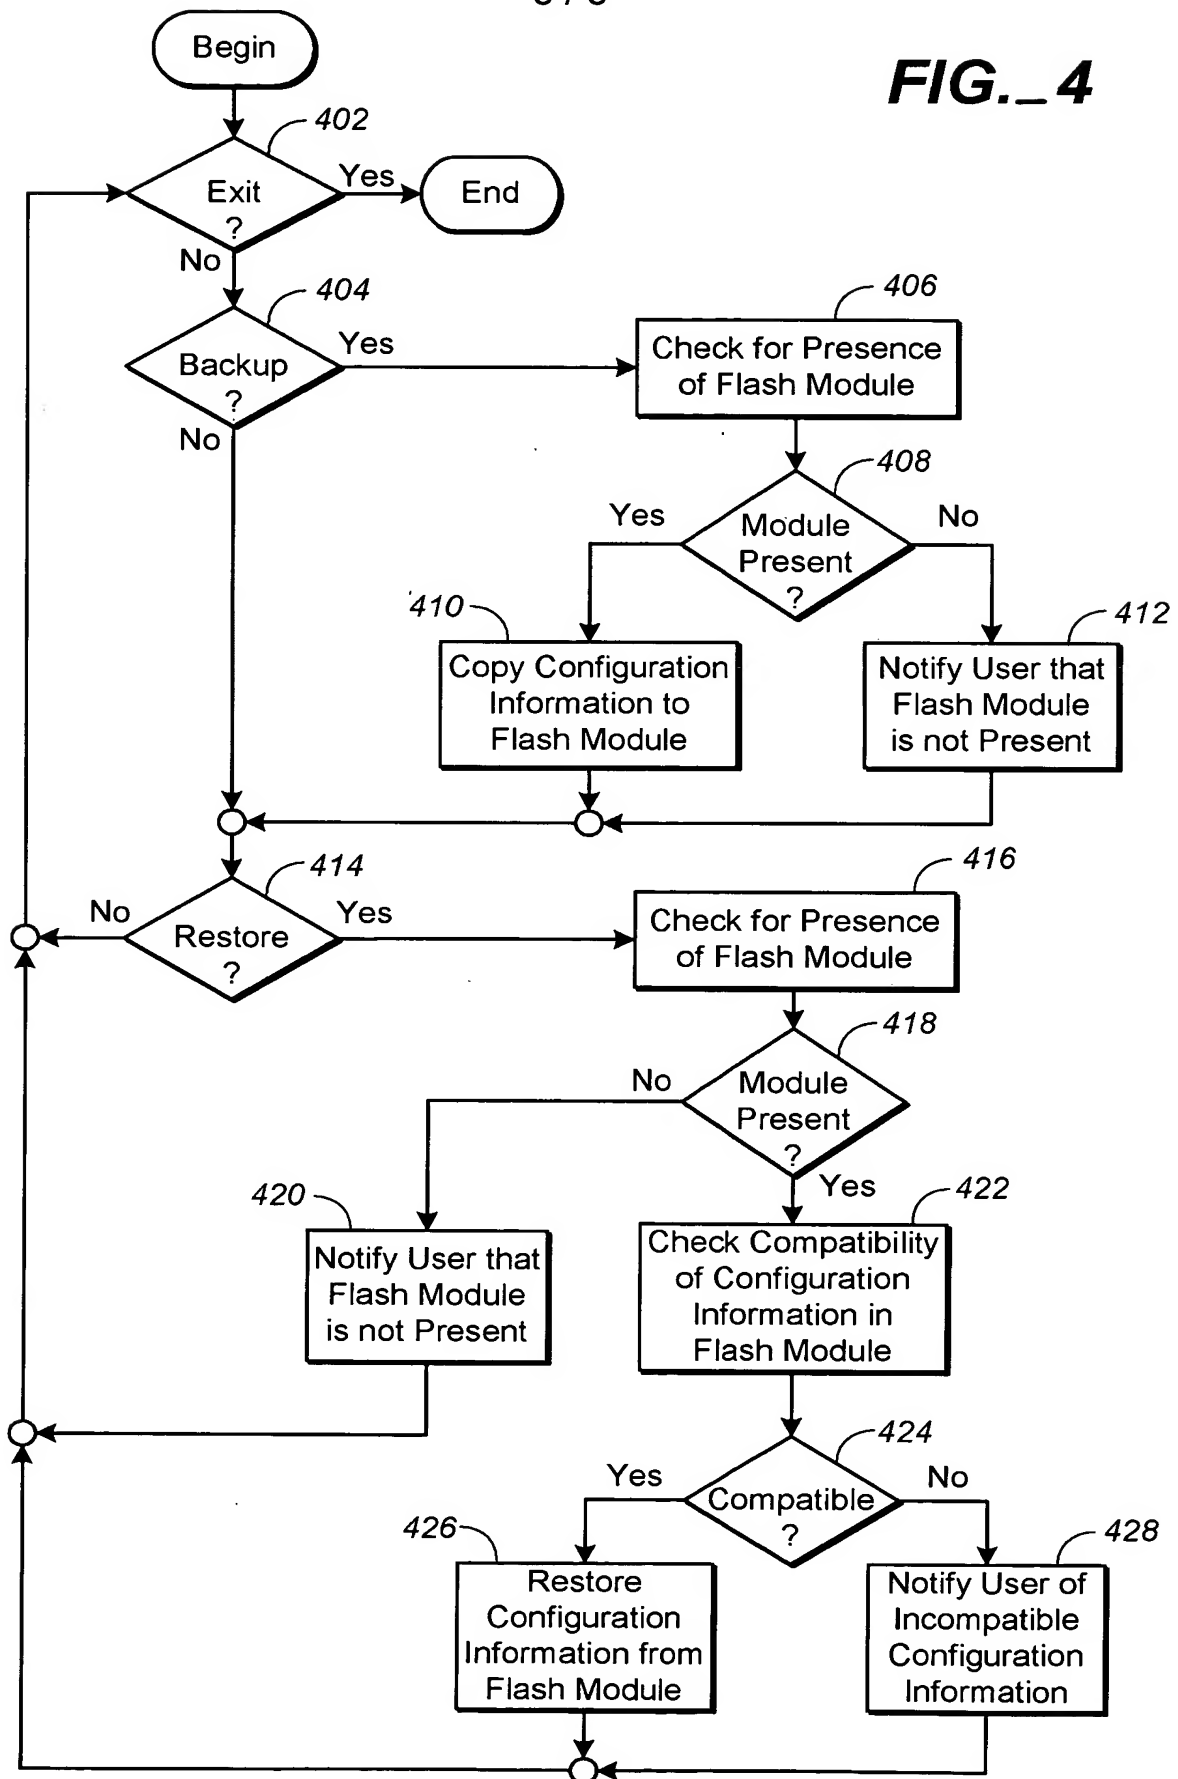 Begin
FIG._4
402
Exit
?
Yes
End
No
404
Backup
?
Yes
No
406
Check for Presence
of Flash Module
408
Module
Present
?
Yes
No
410
Copy Configuration
Information to
Flash Module
412
Notify User that
Flash Module
is not Present
414
Restore
?
No
Yes
416
Check for Presence
of Flash Module
418
Module
Present
?
No
Yes
420
Notify User that
Flash Module
is not Present
422
Check Compatibility
of Configuration
Information in
Flash Module
424
Compatible
?
Yes
No
426
Restore
Configuration
Information from
Flash Module
428
Notify User of
Incompatible
Configuration
Information